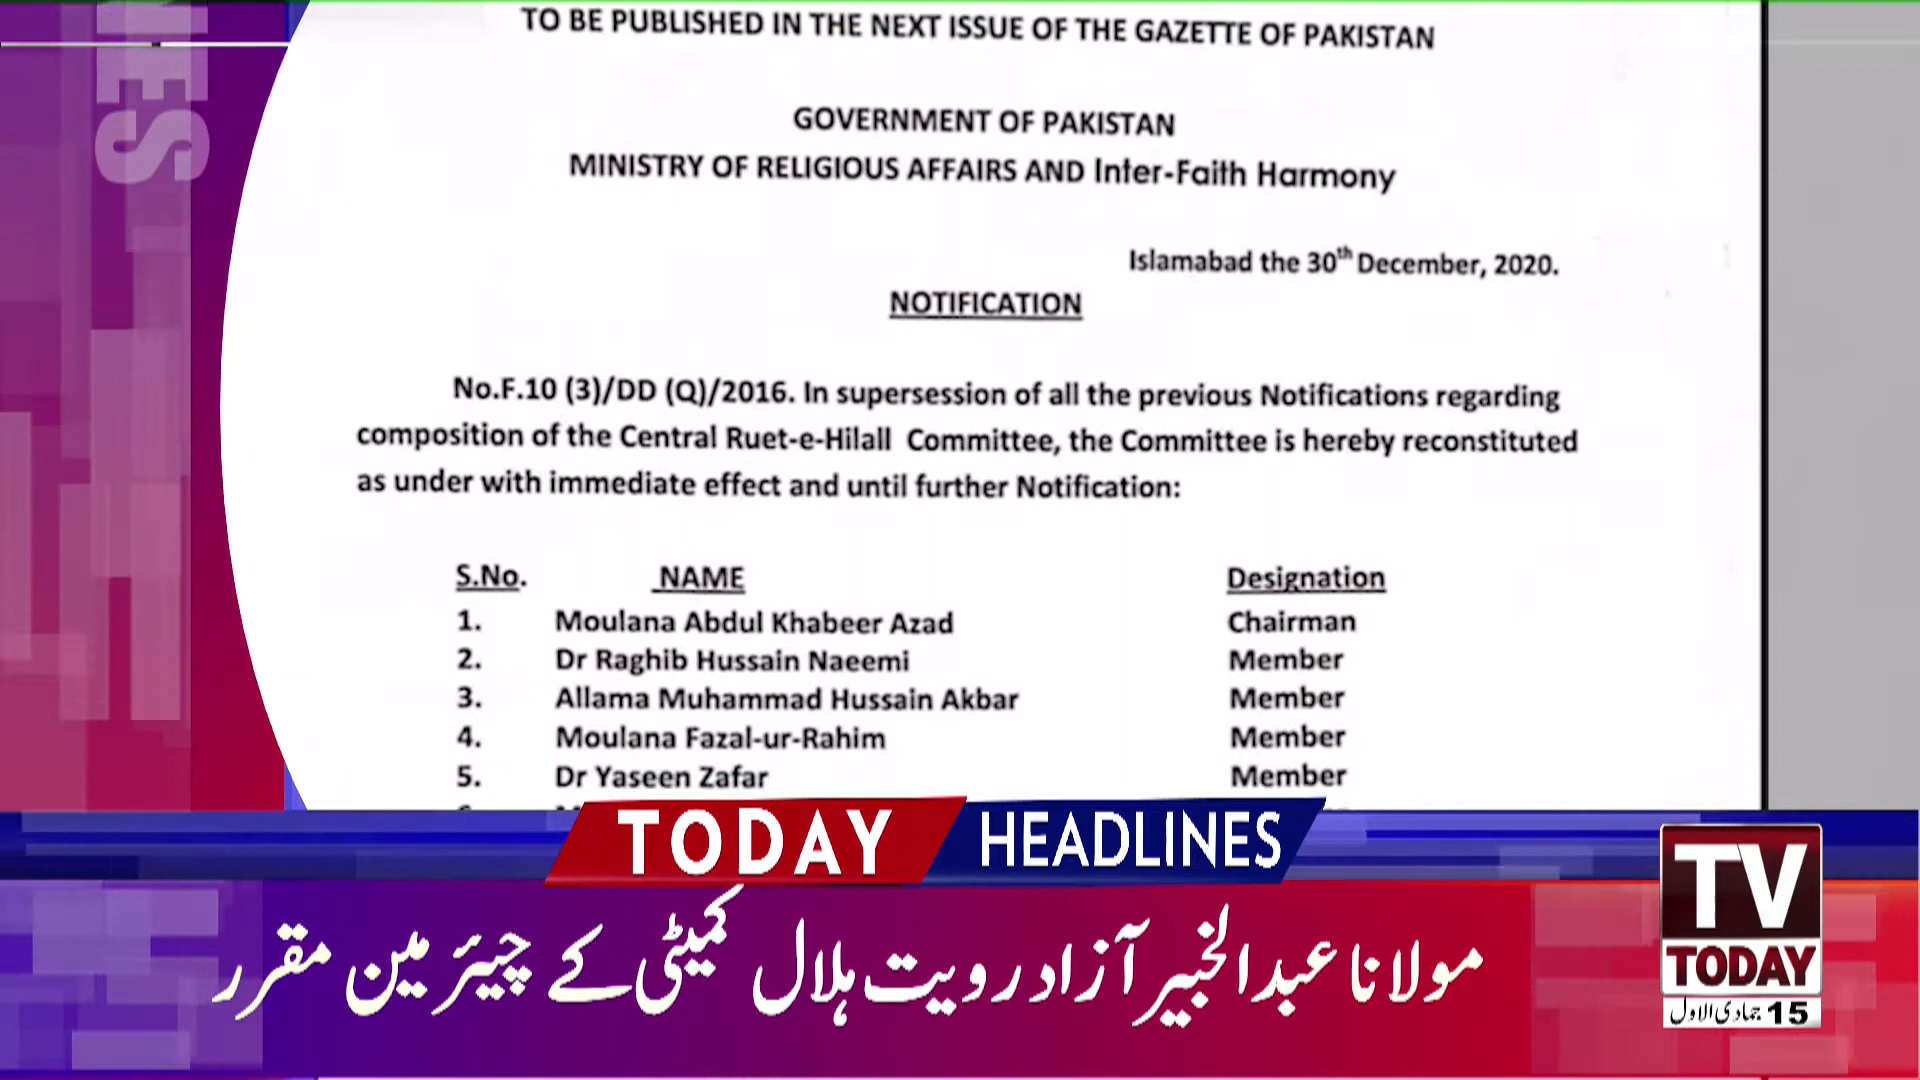 TO BE PUBLISHED IN THE NEXT ISSUE OF THE GAZETTE OF PAKISTAN
GOVERNMENT OF PAKISTAN
MINISTRY OF RELIGIOUS AFFAIRS AND Inter-Faith Harmony
Islamabad the 30th December, 2020.
NOTIFICATION
No.F.10 (3)/DD (Q)/2016. In supersession of all the previous Notifications regarding
composition of the Central Ruet-e-Hilall Committee, the Committee is hereby reconstituted
as under with immediate effect and until further Notification:
S.No. NAME Designation
1. Moulana Abdul Khabeer Azad Chairman
2. Dr Raghib Hussain Naeemi Member
3. Allama Muhammad Hussain Akbar Member
4. Moulana Fazal-ur-Rahim Member
5. Dr Yaseen Zafar Member
TODAY HEADLINES
مولانا عبدالخبیر آزاد رویت ہلال کمیٹی کے چیئرمین مقرر
TV
TODAY
15 جمادی الاول